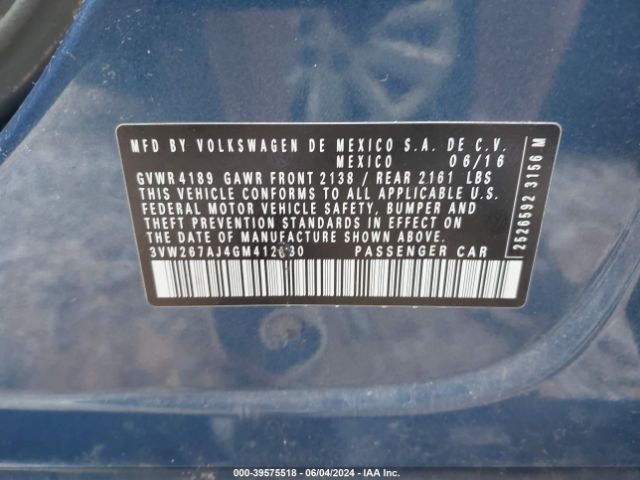 MFD BY VOLKSWAGEN DE MEXICO S.A. DE C.V.
MEXICO 06/16
GVWR 4189 GAWR FRONT 2138 / REAR 2161 LBS
THIS VEHICLE CONFORMS TO ALL APPLICABLE U.S.
FEDERAL MOTOR VEHICLE SAFETY, BUMPER AND
THEFT PREVENTION STANDARDS IN EFFECT ON
THE DATE OF MANUFACTURE SHOWN ABOVE.
PASSENGER CAR
2526592 3156 M
000-39575518 - 06/04/2024 - IAA Inc.